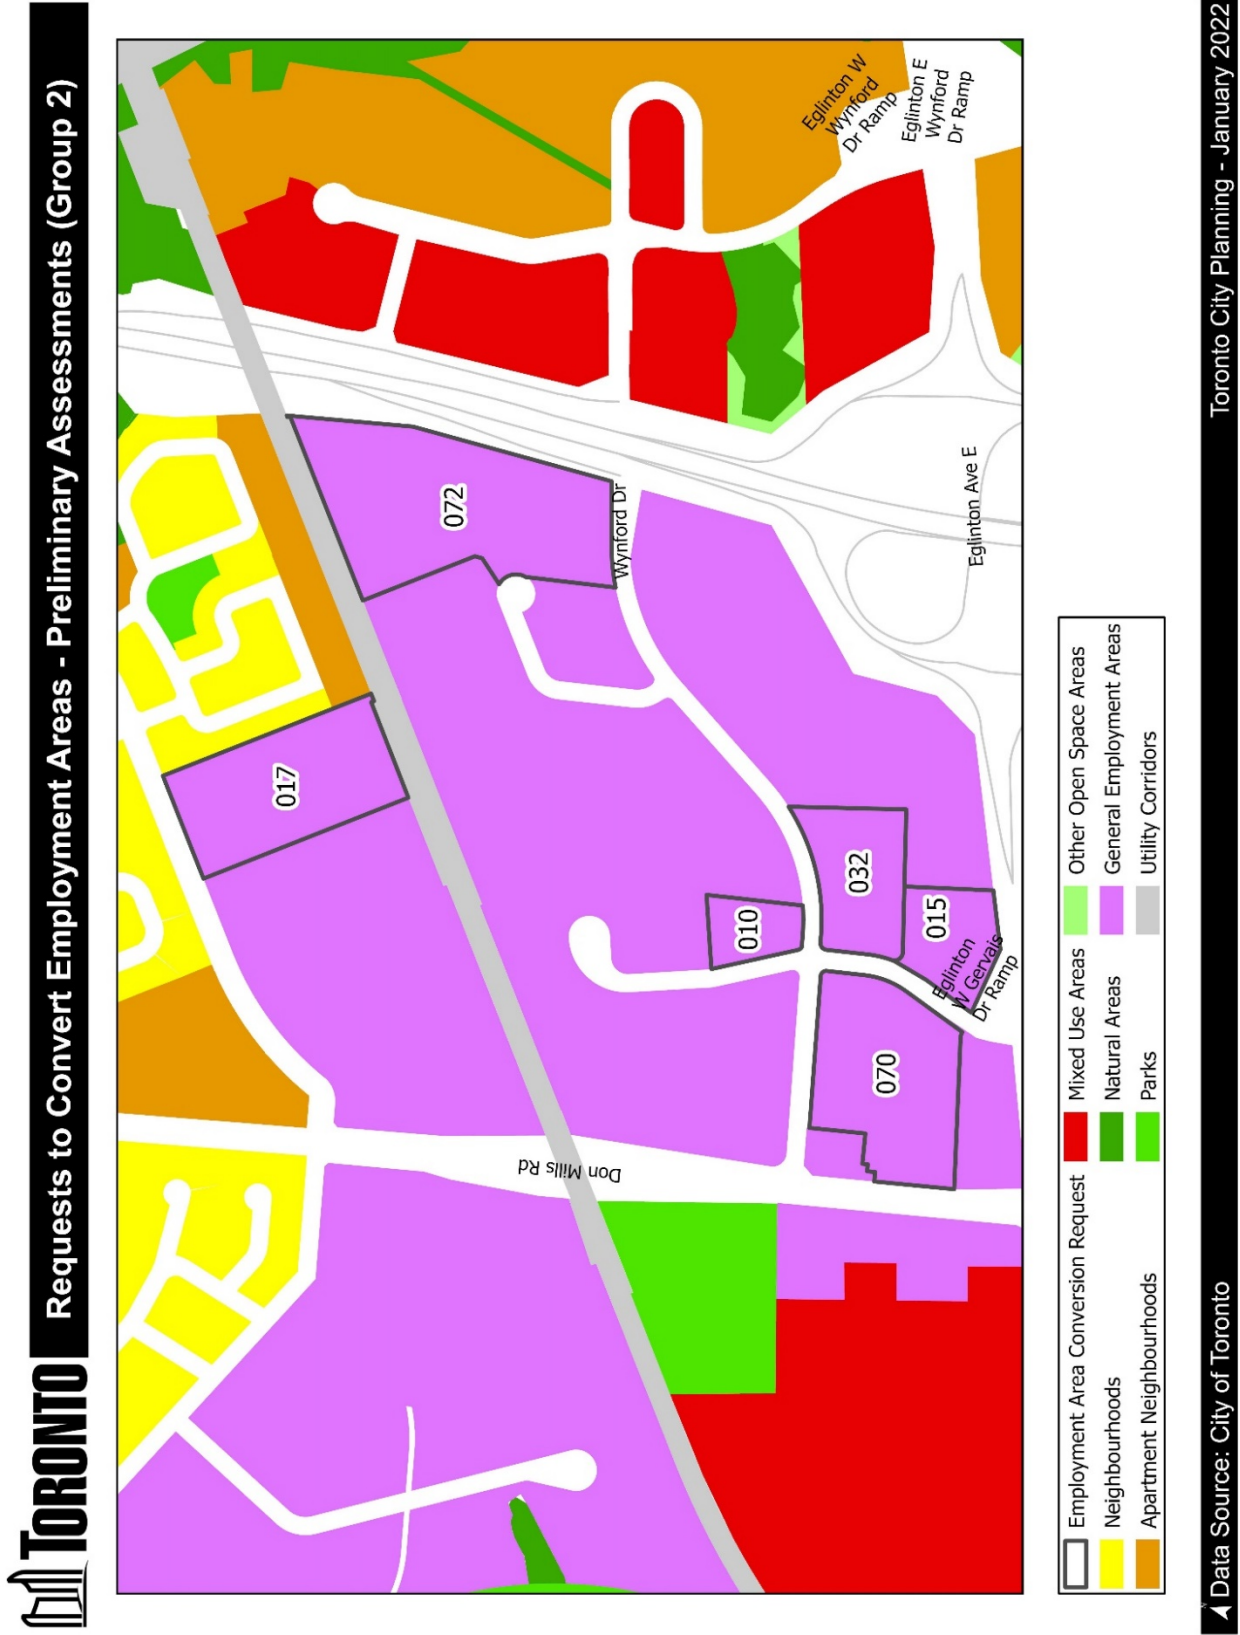 TORONTO
Requests to Convert Employment Areas - Preliminary Assessments (Group 2)
017
072
Don Mills Rd
Wynford Dr
010
032
015
070
Eglinton
W Gervais
Dr Ramp
Eglinton Ave E
Eglinton W
Wynford
Dr Ramp
Eglinton E
Wynford
Dr Ramp
Employment Area Conversion Request
Neighbourhoods
Apartment Neighbourhoods
Mixed Use Areas
Natural Areas
Parks
Other Open Space Areas
General Employment Areas
Utility Corridors
Data Source: City of Toronto
Toronto City Planning - January 2022